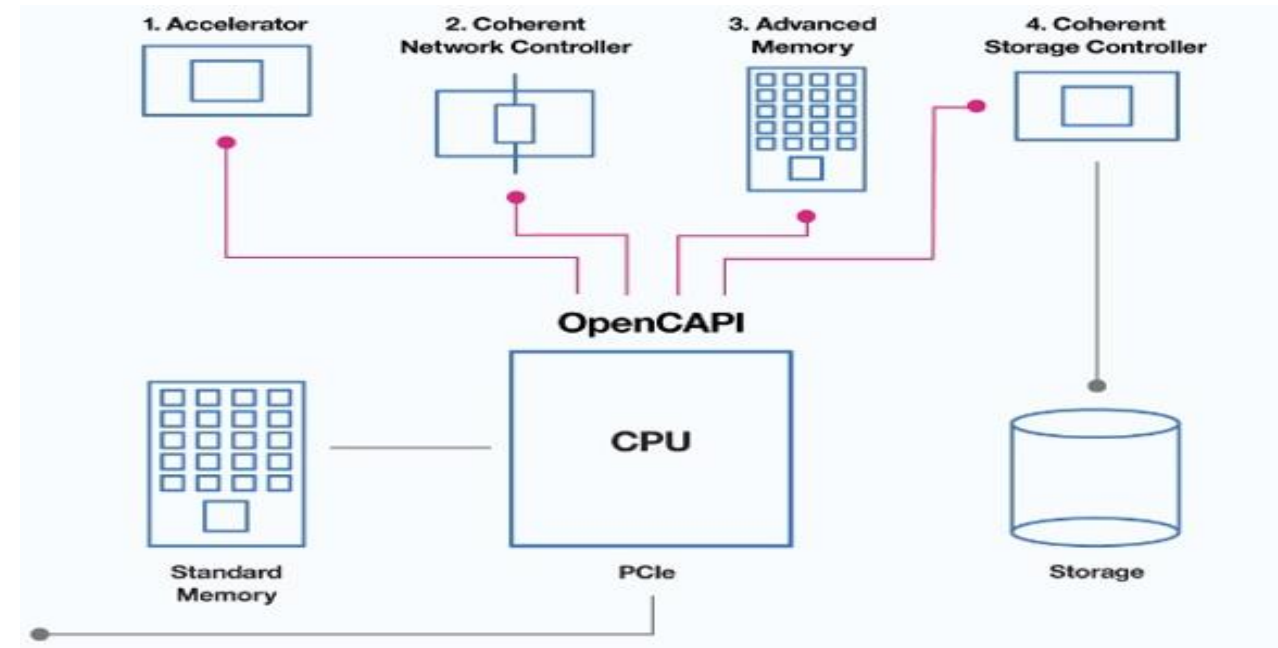 1. Accelerator
2. Coherent
Network Controller
3. Advanced
Memory
4. Coherent
Storage Controller
OpenCAPI
CPU
Standard
Memory
PCIe
Storage